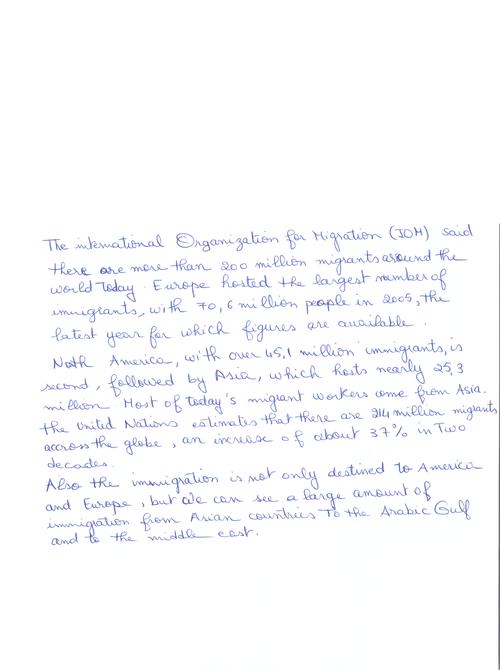 The international Organization for Migration (IOM) said
there are more than 200 million migrants around the
world today. Europe hosted the largest number of
immigrants, with 70,6 million people in 2005, the
latest year for which figures are available.
North America, with over 45,1 million immigrants, is
second, followed by Asia, which hosts nearly 25,3
million. Most of today's migrant workers come from Asia.
the United Nations estimates that there are 214 million migrants
accross the globe, an increase of about 37% in Two
decades.
Also the immigration is not only destined to America
and Europe, but we can see a large amount of
immigration from Asian countries To the Arabic Gulf
and to the middle east.